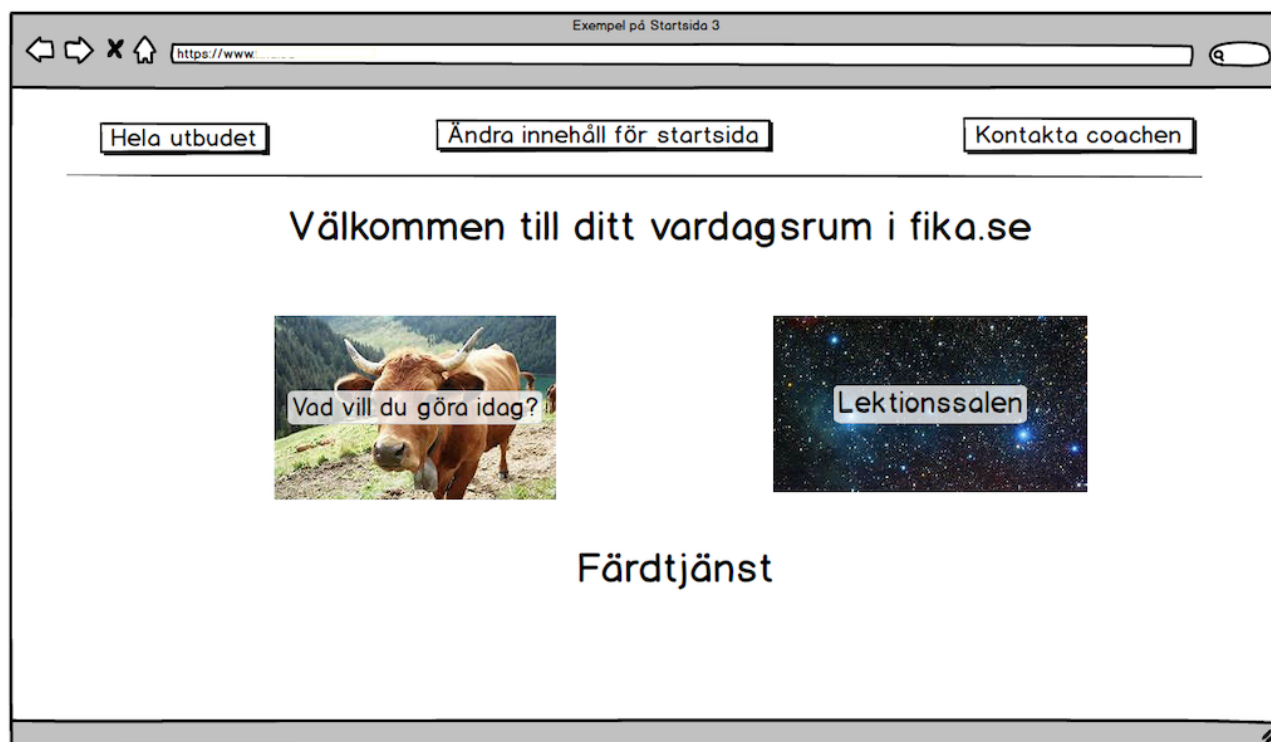 Exempel på Startsida 3
https://www.
Hela utbudet
Ändra innehåll för startsida
Kontakta coachen
Välkommen till ditt vardagsrum i fika.se
Vad vill du göra idag?
Lektionssalen
Färdtjänst